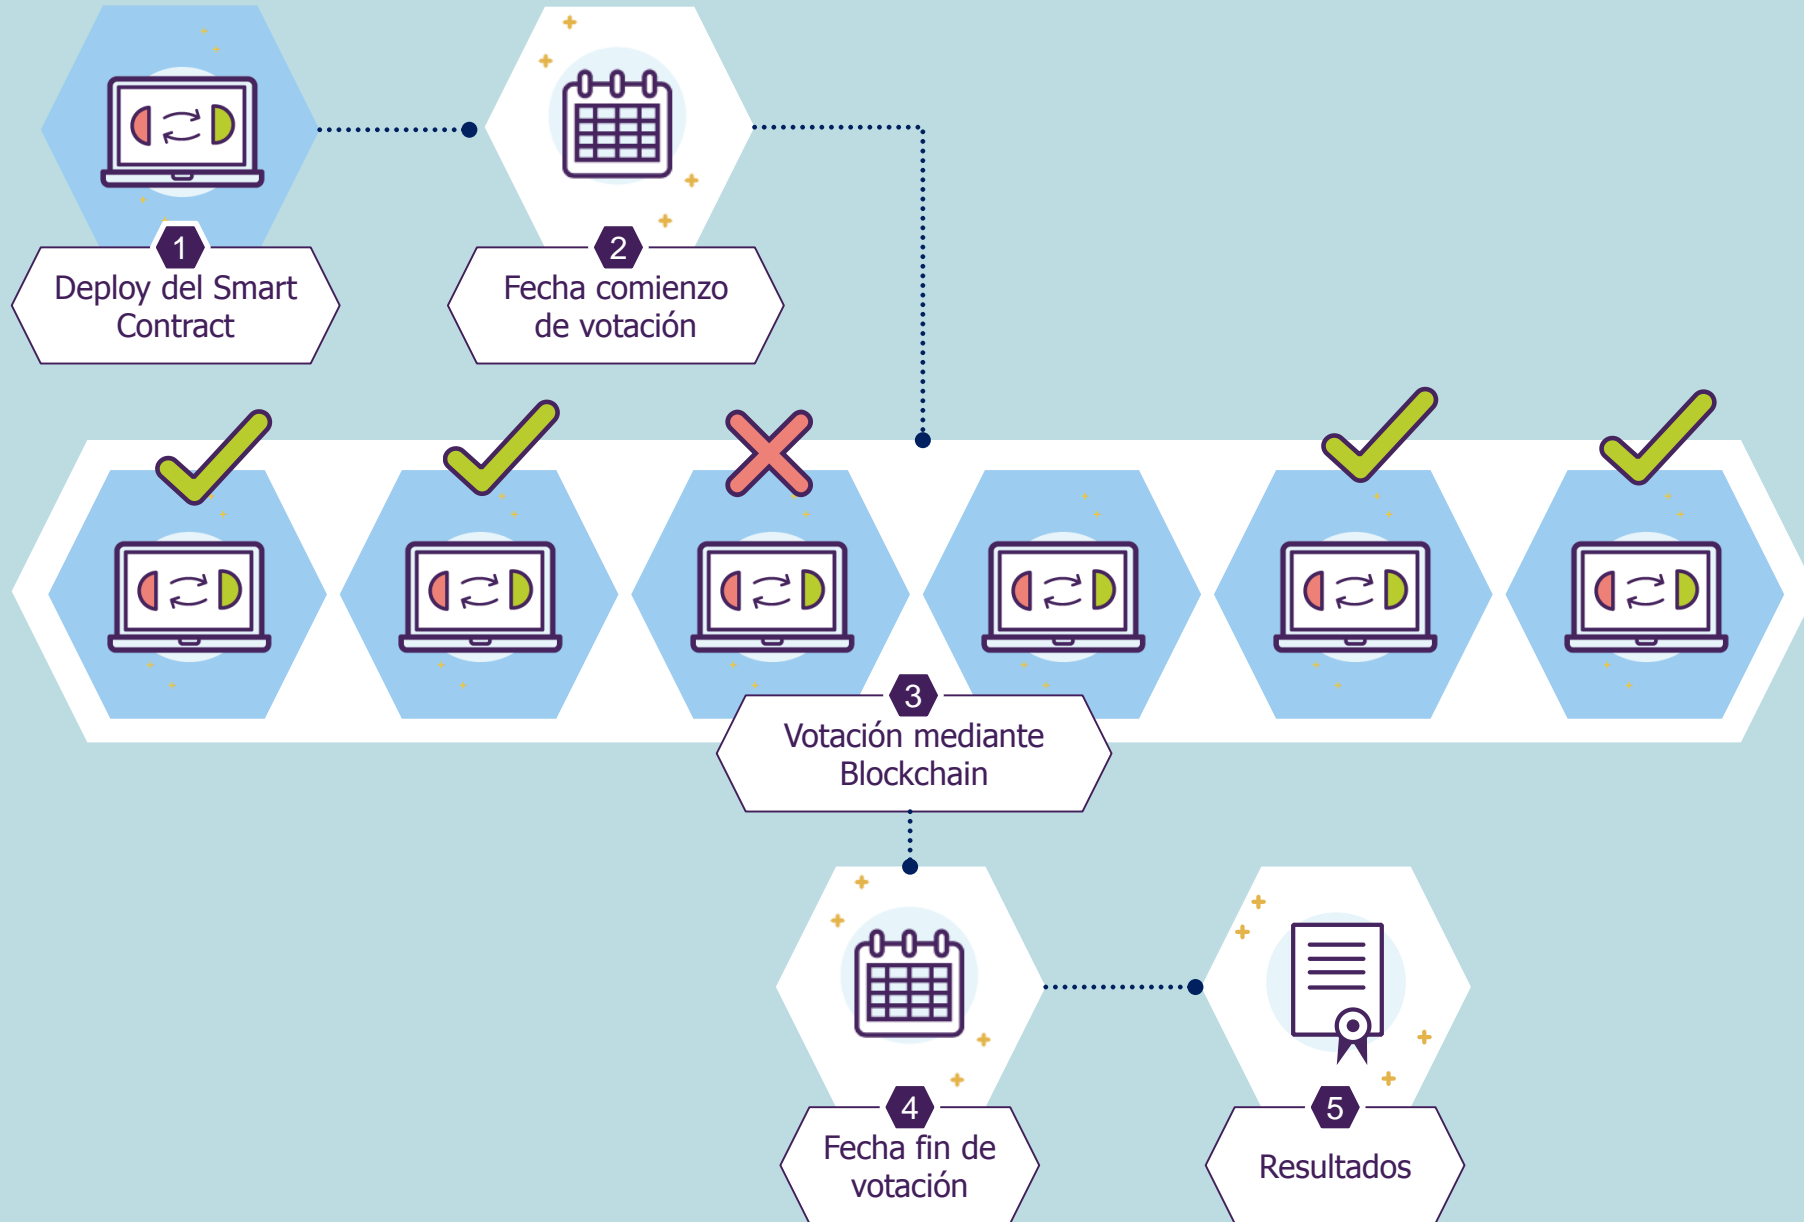 1
Deploy del Smart
Contract
2
Fecha comienzo
de votación
3
Votación mediante
Blockchain
4
Fecha fin de
votación
5
Resultados